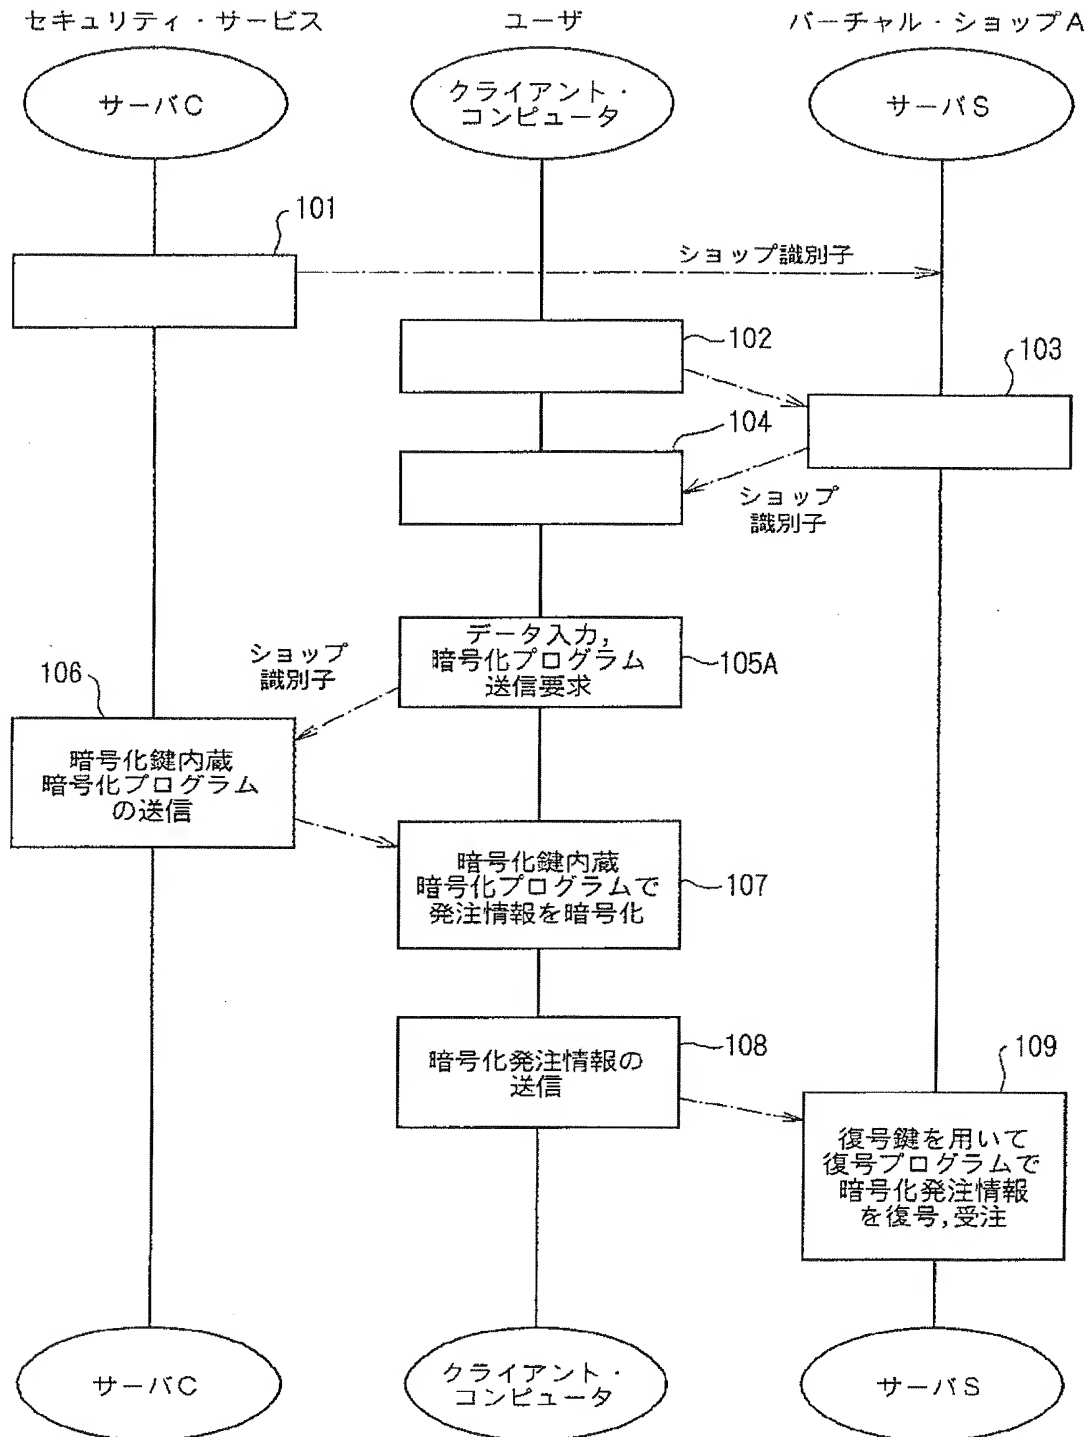 セキュリティ・サービス
ユーザ
バーチャル・ショップA
サーバC
クライアント・
コンピュータ
サーバS
101
ショップ識別子
102
103
104
ショップ
識別子
データ入力,
暗号化プログラム
送信要求
105A
ショップ
識別子
106
暗号化鍵内蔵
暗号化プログラム
の送信
暗号化鍵内蔵
暗号化プログラムで
発注情報を暗号化
107
暗号化発注情報の
送信
108
109
復号鍵を用いて
復号プログラムで
暗号化発注情報
を復号,受注
サーバC
クライアント・
コンピュータ
サーバS